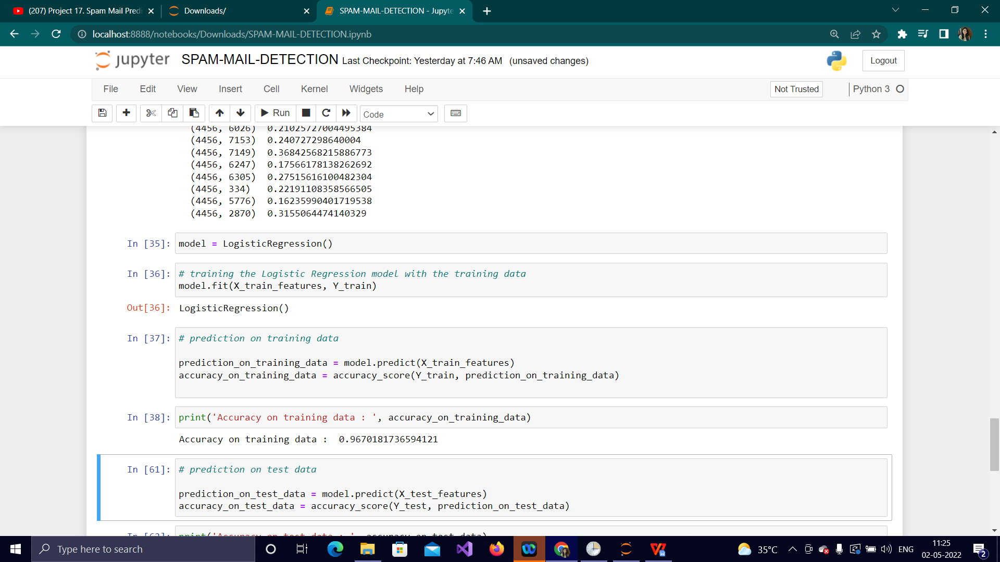 (207) Project 17. Spam Mail Predi
Downloads/
SPAM-MAIL-DETECTION - Jupyte
localhost:8888/notebooks/Downloads/SPAM-MAIL-DETECTION.ipynb
jupyter SPAM-MAIL-DETECTION Last Checkpoint: Yesterday at 7:46 AM (unsaved changes)
Logout
File Edit View Insert Cell Kernel Widgets Help
Not Trusted
Python 3
Run
Code
(4456, 6026) 0.21025727004495384
(4456, 7153) 0.240727298640004
(4456, 7149) 0.36842568215886773
(4456, 6247) 0.17566178138262692
(4456, 6305) 0.27515616100482304
(4456, 334) 0.22191108358566505
(4456, 5776) 0.16235990401719538
(4456, 2870) 0.3155064474140329
In [35]: model = LogisticRegression()
In [36]: # training the Logistic Regression model with the training data
model.fit(X_train_features, Y_train)
Out[36]: LogisticRegression()
In [37]: # prediction on training data
prediction_on_training_data = model.predict(X_train_features)
accuracy_on_training_data = accuracy_score(Y_train, prediction_on_training_data)
In [38]: print('Accuracy on training data : ', accuracy_on_training_data)
Accuracy on training data : 0.9670181736594121
In [61]: # prediction on test data
prediction_on_test_data = model.predict(X_test_features)
accuracy_on_test_data = accuracy_score(Y_test, prediction_on_test_data)
In [62]: print('Accuracy on test data : ', accuracy_on_test_data)
Type here to search
35°C
ENG
11:25
02-05-2022
2